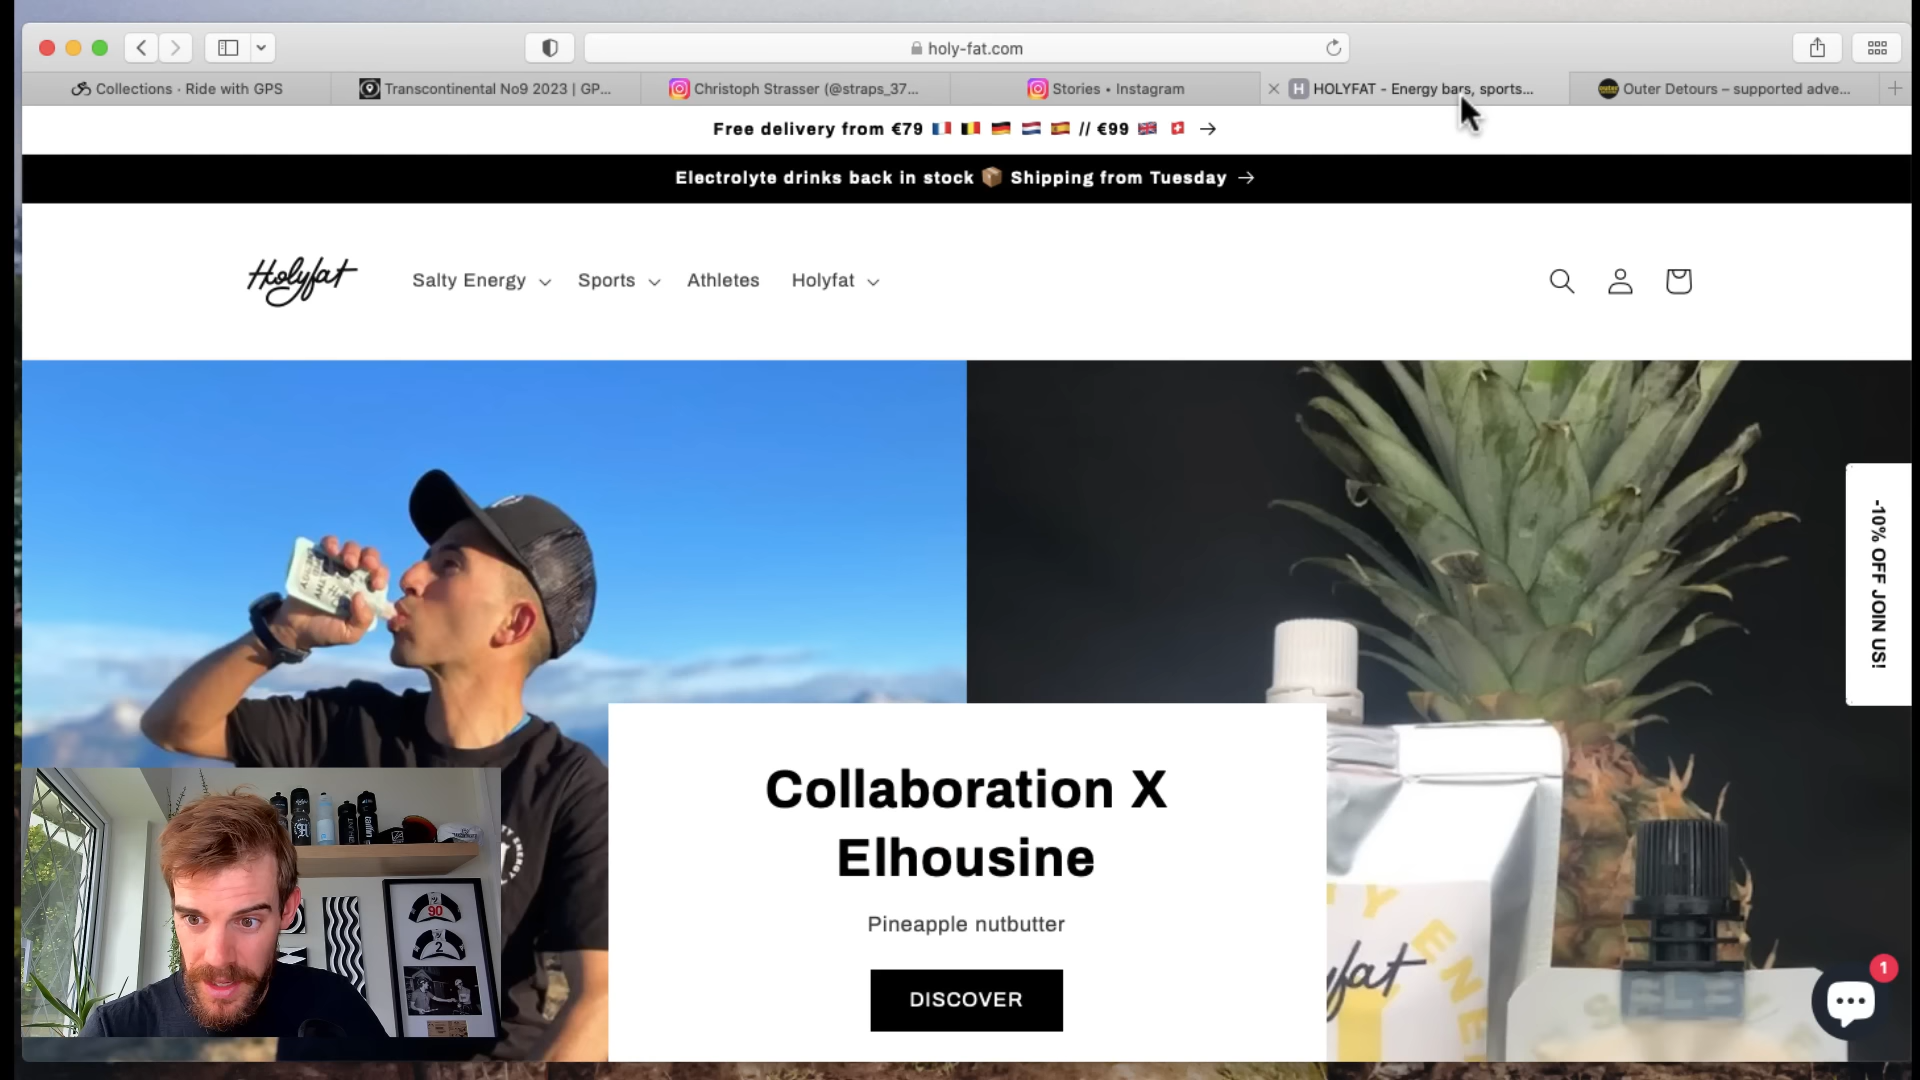 holy-fat.com
Collections · Ride with GPS
Transcontinental No9 2023 | GP...
Christoph Strasser (@straps_37...
Stories • Instagram
H HOLYFAT - Energy bars, sports...
Outer Detours – supported adve...
Free delivery from €79 🇫🇷 🇧🇪 🇩🇪 🇳🇱 🇪🇸 // €99 🇬🇧 🇨🇭 →
Electrolyte drinks back in stock 📦 Shipping from Tuesday →
Holyfat
Salty Energy
Sports
Athletes
Holyfat
-10% OFF JOIN US!
Collaboration X
Elhousine
Pineapple nutbutter
DISCOVER
1
90
2